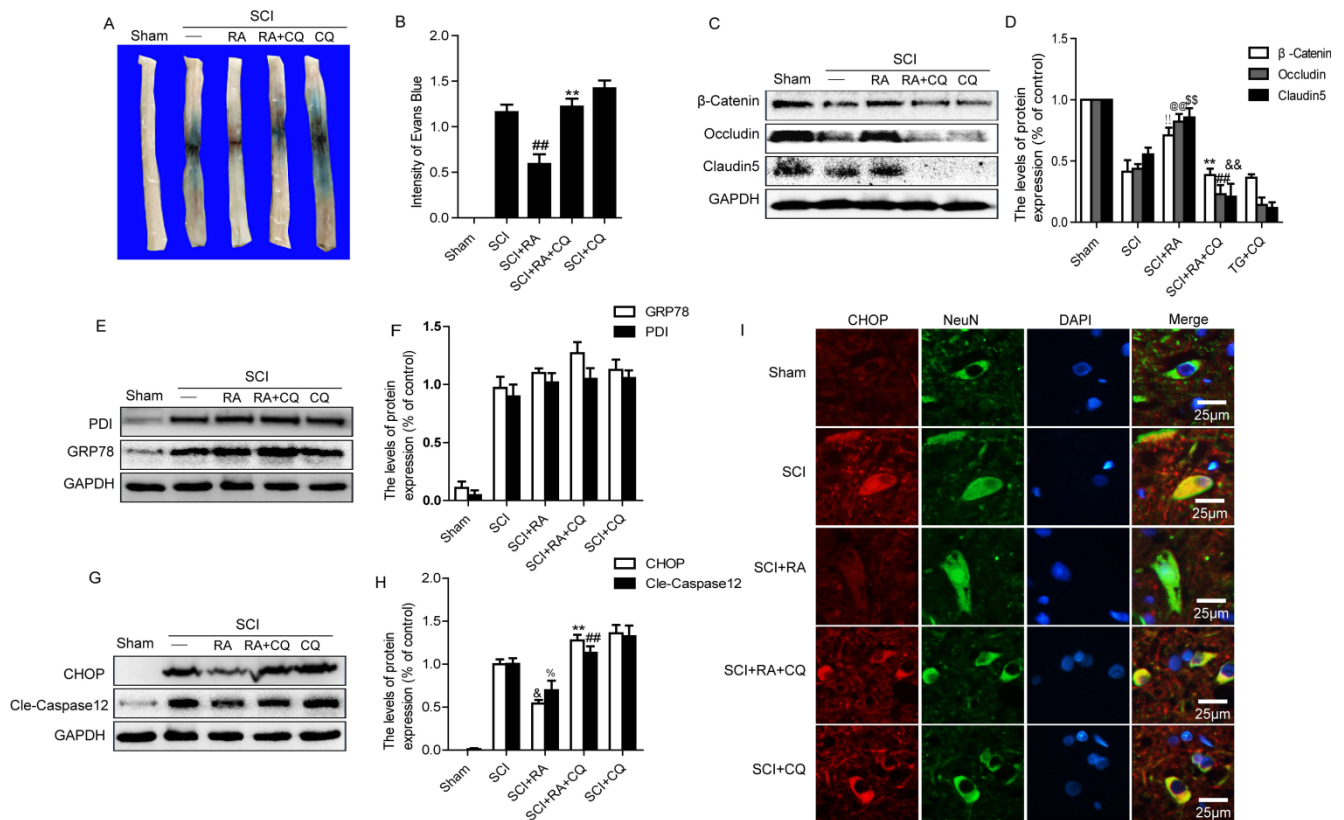 A
SCI
Sham — RA RA+CQ CQ
B
Intensity of Evans Blue
2.0
1.5
1.0
0.5
0.0
##
**
Sham
SCI
SCI+RA
SCI+RA+CQ
SCI+CQ
C
SCI
Sham — RA RA+CQ CQ
β-Catenin
Occludin
Claudin5
GAPDH
D
The levels of protein
expression (% of control)
1.5
1.0
0.5
0.0
β-Catenin
Occludin
Claudin5
!! @@ $$
** ## &&
Sham
SCI
SCI+RA
SCI+RA+CQ
TG+CQ
E
SCI
Sham — RA RA+CQ CQ
PDI
GRP78
GAPDH
F
The levels of protein
expression (% of control)
1.5
1.0
0.5
0.0
GRP78
PDI
Sham
SCI
SCI+RA
SCI+RA+CQ
SCI+CQ
G
SCI
Sham — RA RA+CQ CQ
CHOP
Cle-Caspase12
GAPDH
H
The levels of protein
expression (% of control)
2.0
1.5
1.0
0.5
0.0
CHOP
Cle-Caspase12
& %
** ##
Sham
SCI
SCI+RA
SCI+RA+CQ
SCI+CQ
I
CHOP NeuN DAPI Merge
Sham
25μm
SCI
25μm
SCI+RA
25μm
SCI+RA+CQ
25μm
SCI+CQ
25μm